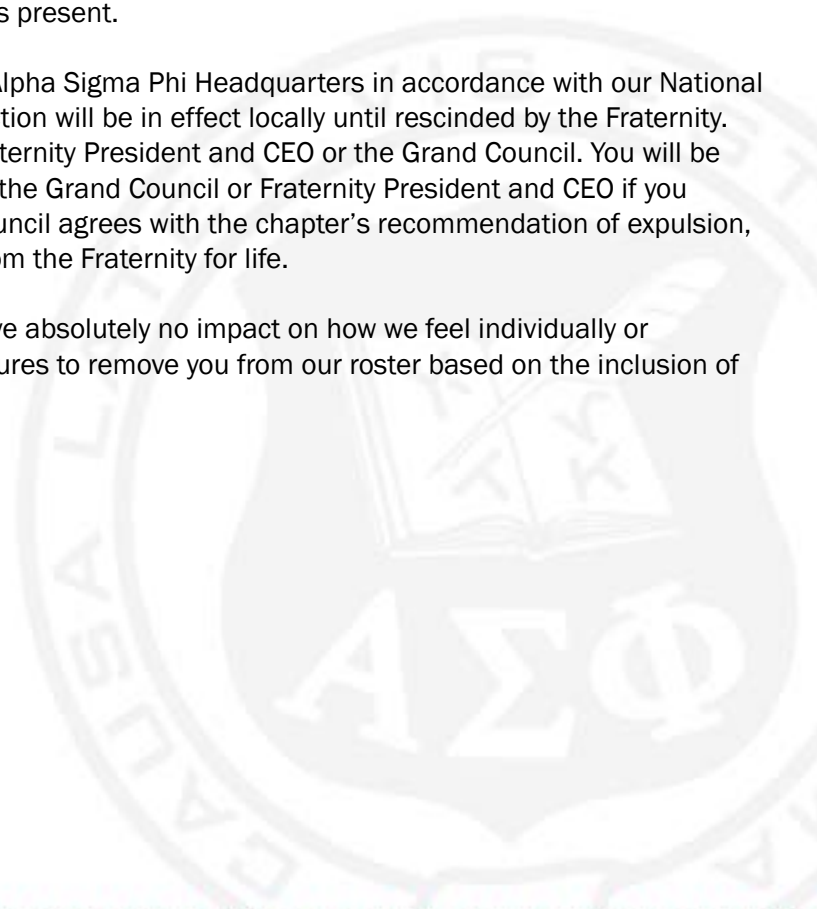 s present.
Alpha Sigma Phi Headquarters in accordance with our National
tion will be in effect locally until rescinded by the Fraternity.
ternity President and CEO or the Grand Council. You will be
the Grand Council or Fraternity President and CEO if you
uncil agrees with the chapter’s recommendation of expulsion,
om the Fraternity for life.
ve absolutely no impact on how we feel individually or
ures to remove you from our roster based on the inclusion of
CAUSA LATET VIS EST
ΑΣΦ